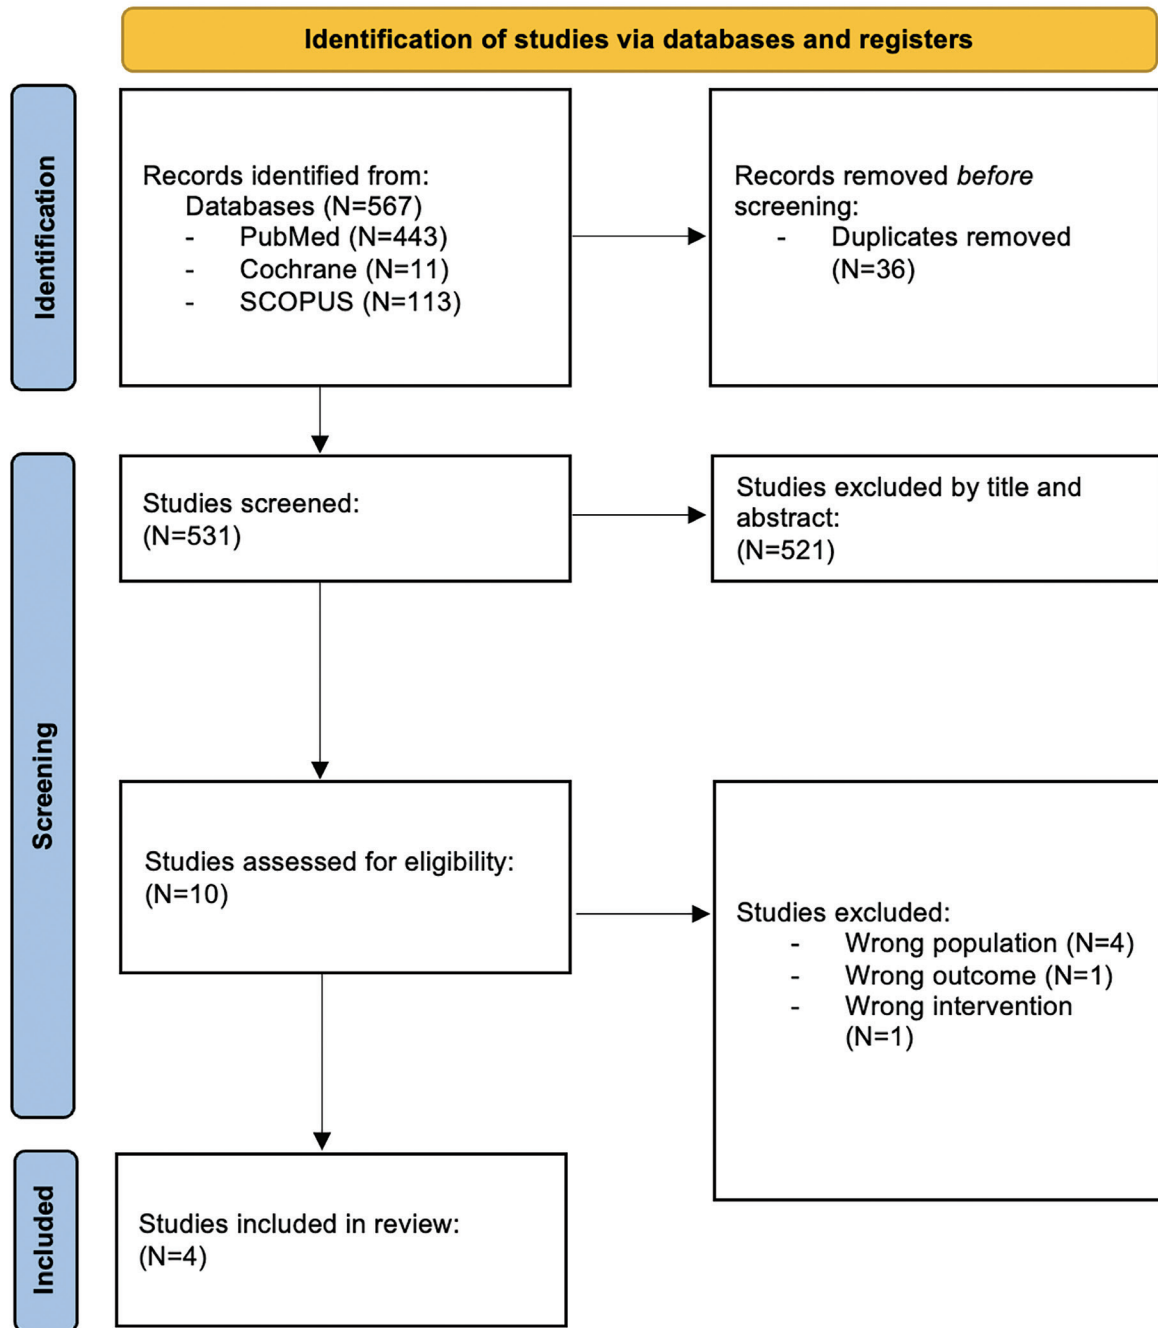 Identification of studies via databases and registers
Identification
Records identified from:
Databases (N=567)
- PubMed (N=443)
- Cochrane (N=11)
- SCOPUS (N=113)
Records removed before
screening:
- Duplicates removed
(N=36)
Screening
Studies screened:
(N=531)
Studies excluded by title and
abstract:
(N=521)
Studies assessed for eligibility:
(N=10)
Studies excluded:
- Wrong population (N=4)
- Wrong outcome (N=1)
- Wrong intervention
(N=1)
Included
Studies included in review:
(N=4)